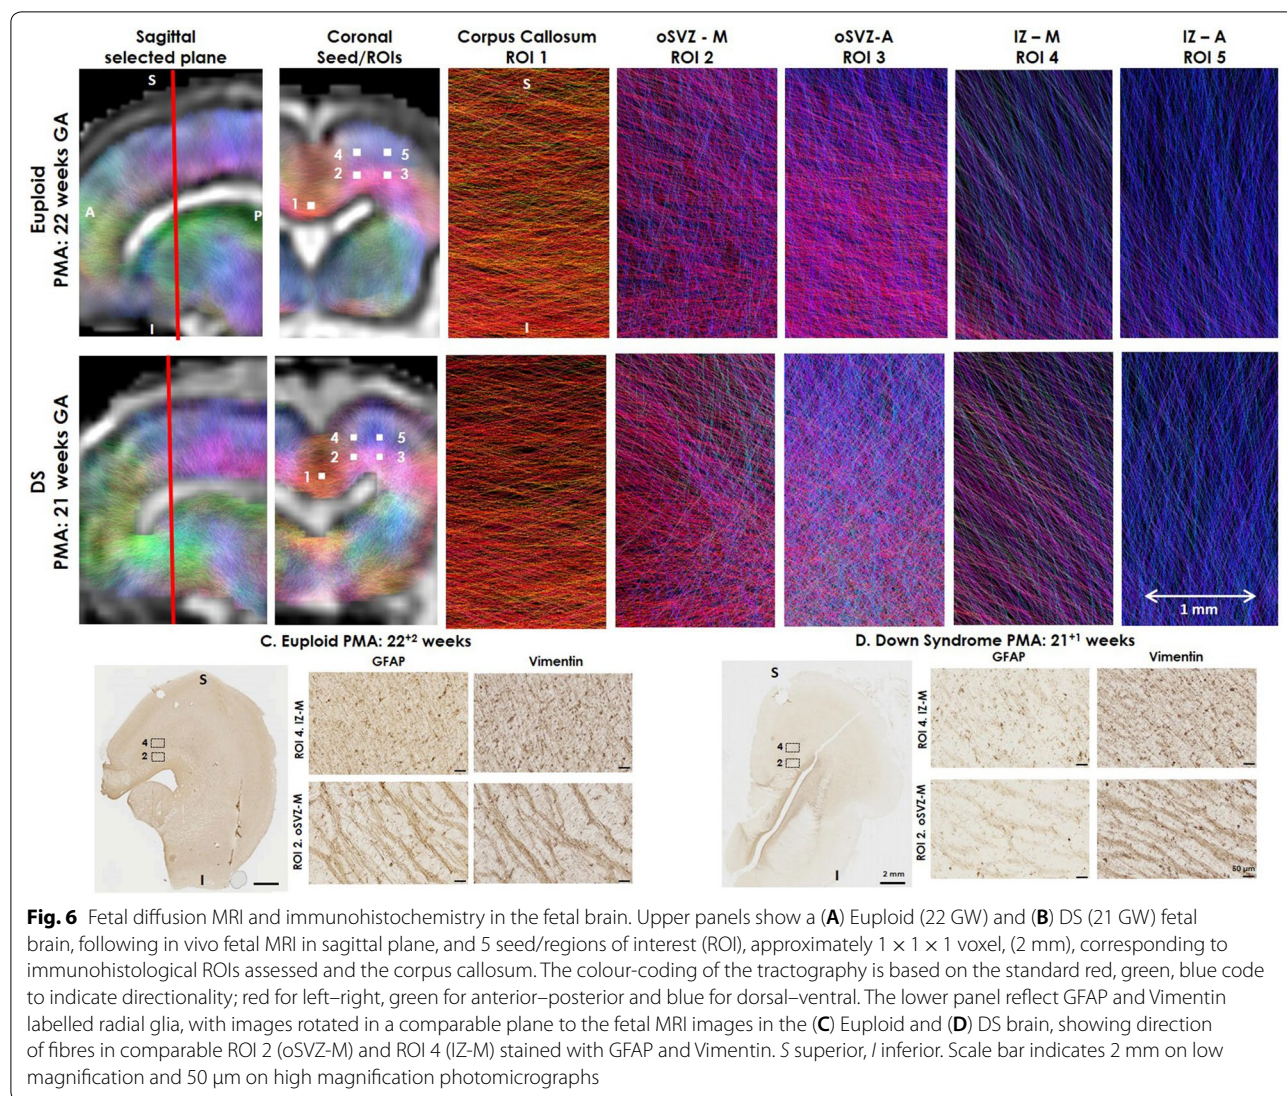 Sagittal
selected plane
Coronal
Seed/ROIs
Corpus Callosum
ROI 1
oSVZ - M
ROI 2
oSVZ-A
ROI 3
IZ – M
ROI 4
IZ – A
ROI 5
Euploid
PMA: 22 weeks GA
S
A
P
I
4
5
2
3
1
S
I
DS
PMA: 21 weeks GA
4
5
2
3
1
1 mm
C. Euploid PMA: 22+2 weeks
GFAP
Vimentin
S
4
2
I
ROI 4. IZ-M
ROI 2. oSVZ-M
D. Down Syndrome PMA: 21+1 weeks
GFAP
Vimentin
S
4
2
I
2 mm
ROI 4. IZ-M
ROI 2. oSVZ-M
50 µm
Fig. 6 Fetal diffusion MRI and immunohistochemistry in the fetal brain. Upper panels show a (A) Euploid (22 GW) and (B) DS (21 GW) fetal
brain, following in vivo fetal MRI in sagittal plane, and 5 seed/regions of interest (ROI), approximately 1 × 1 × 1 voxel, (2 mm), corresponding to
immunohistological ROIs assessed and the corpus callosum. The colour-coding of the tractography is based on the standard red, green, blue code
to indicate directionality; red for left–right, green for anterior–posterior and blue for dorsal–ventral. The lower panel reflect GFAP and Vimentin
labelled radial glia, with images rotated in a comparable plane to the fetal MRI images in the (C) Euploid and (D) DS brain, showing direction
of fibres in comparable ROI 2 (oSVZ-M) and ROI 4 (IZ-M) stained with GFAP and Vimentin. S superior, I inferior. Scale bar indicates 2 mm on low
magnification and 50 µm on high magnification photomicrographs